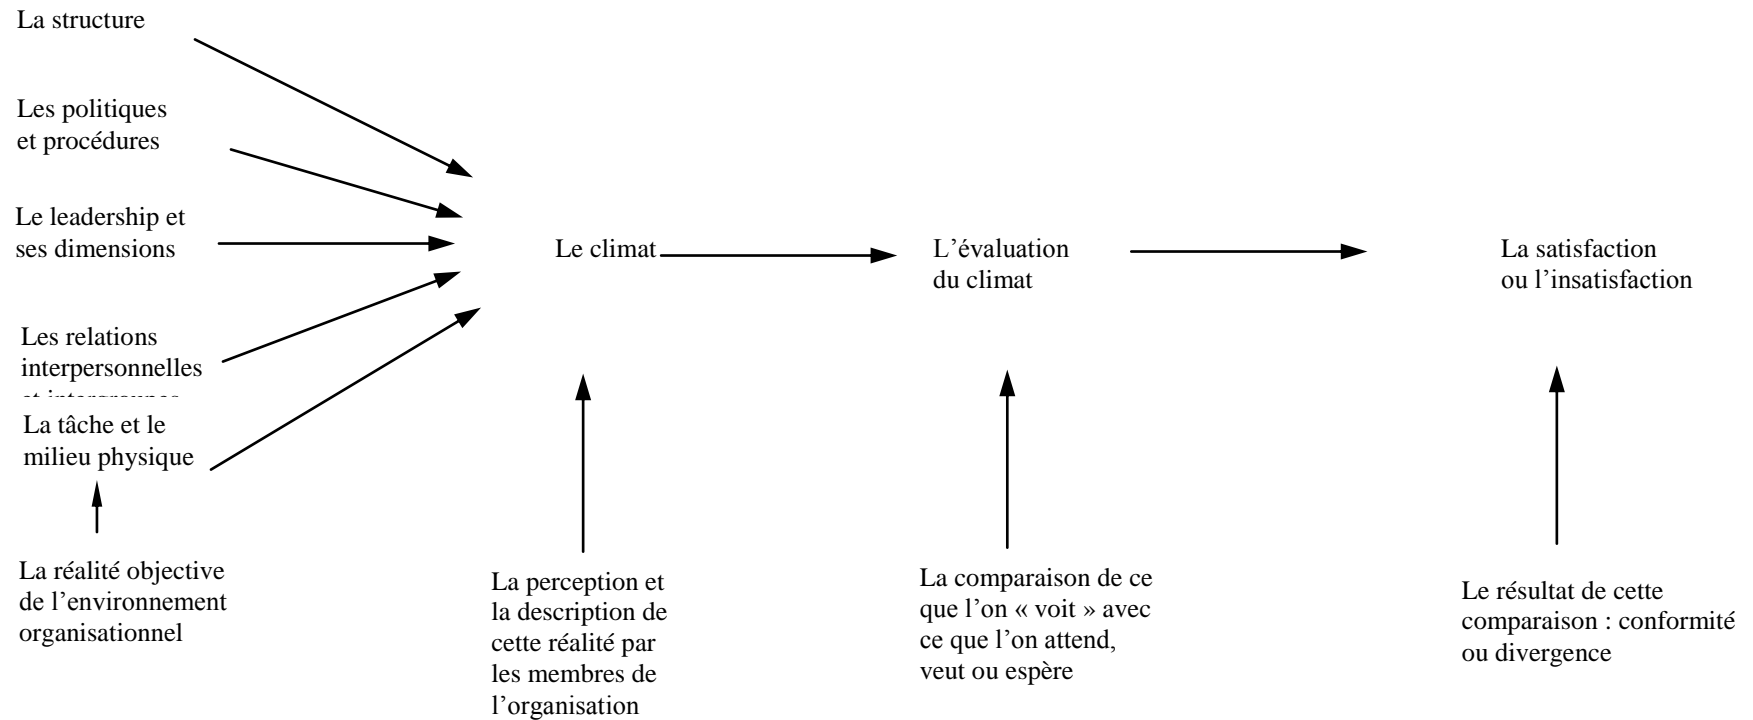 La structure
Les politiques
et procédures
Le leadership et
ses dimensions
Les relations
interpersonnelles
La tâche et le
milieu physique
La réalité objective
de l’environnement
organisationnel
Le climat
La perception et
la description de
cette réalité par
les membres de
l’organisation
L’évaluation
du climat
La comparaison de ce
que l’on « voit » avec
ce que l’on attend,
veut ou espère
La satisfaction
ou l’insatisfaction
Le résultat de cette
comparaison : conformité
ou divergence